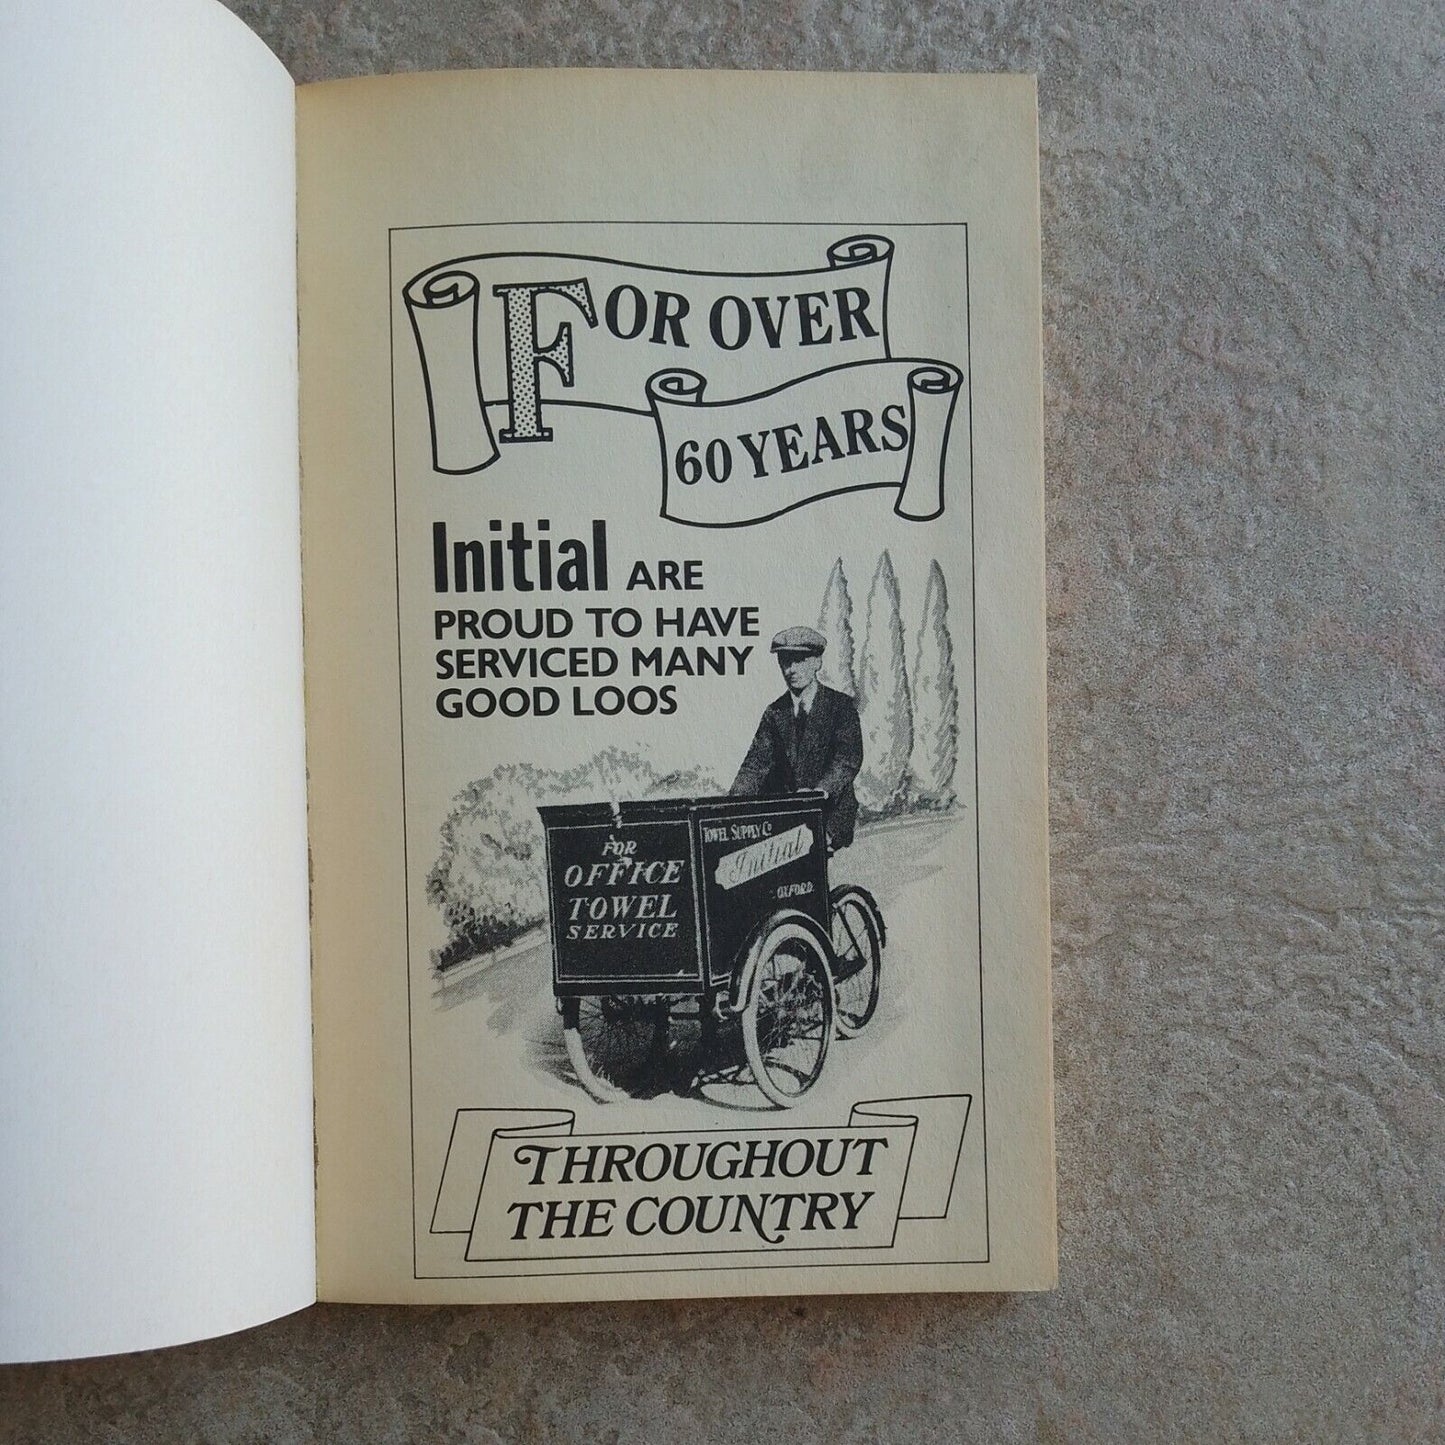 FOR OVER
60 YEARS
Initial ARE
PROUD TO HAVE
SERVICED MANY
GOOD LOOS
FOR
OFFICE
TOWEL
SERVICE
TOWEL SUPPLY Co
Initial
OXFORD.
THROUGHOUT
THE COUNTRY